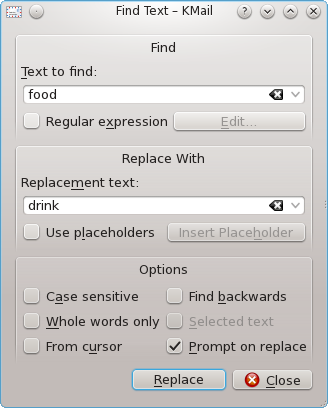 Find Text – KMail
Find
Text to find:
food
Regular expression Edit...
Replace With
Replacement text:
drink
Use placeholders Insert Placeholder
Options
Case sensitive Find backwards
Whole words only Selected text
From cursor Prompt on replace
Replace Close